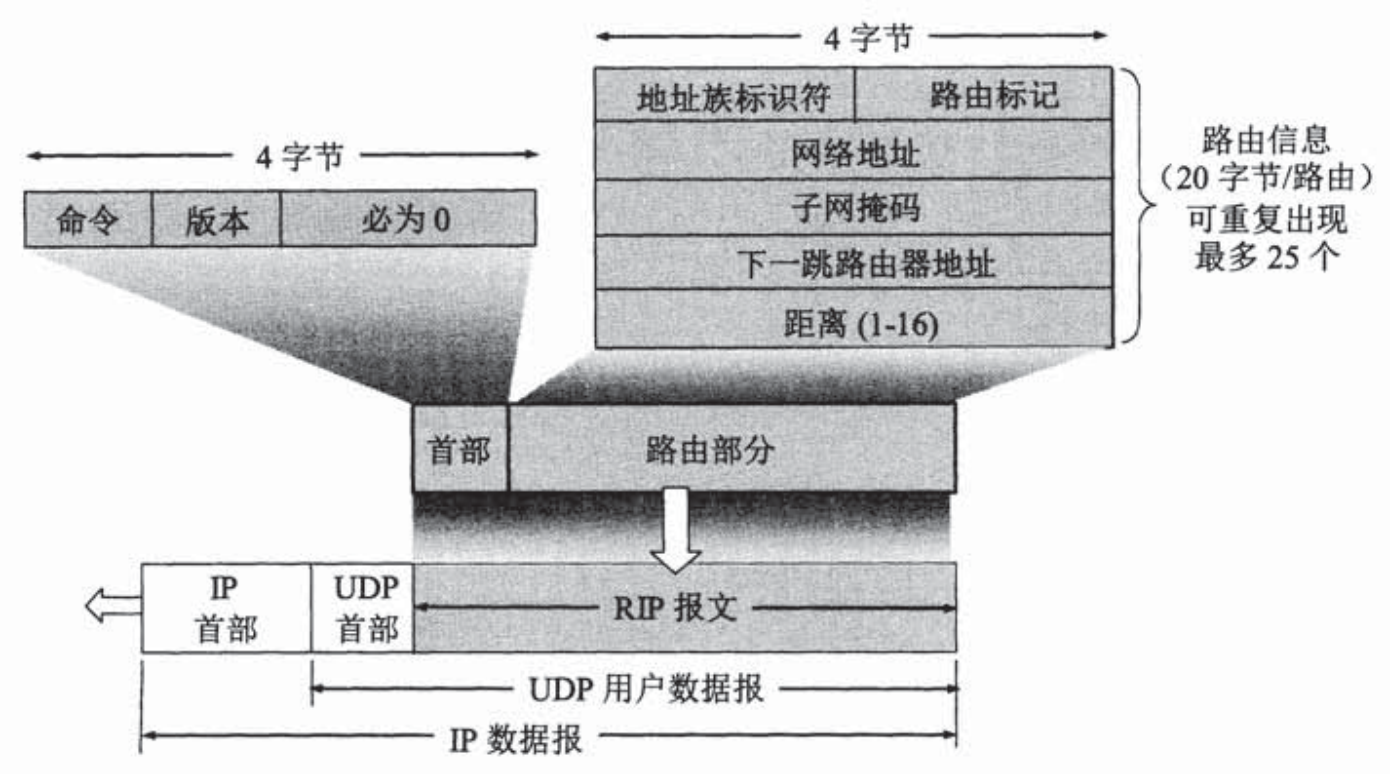 4 字节
地址族标识符
路由标记
网络地址
子网掩码
下一跳路由器地址
距离 (1-16)
路由信息
（20 字节/路由）
可重复出现
最多 25 个
4 字节
命令
版本
必为 0
首部
路由部分
IP
首部
UDP
首部
RIP 报文
UDP 用户数据报
IP 数据报